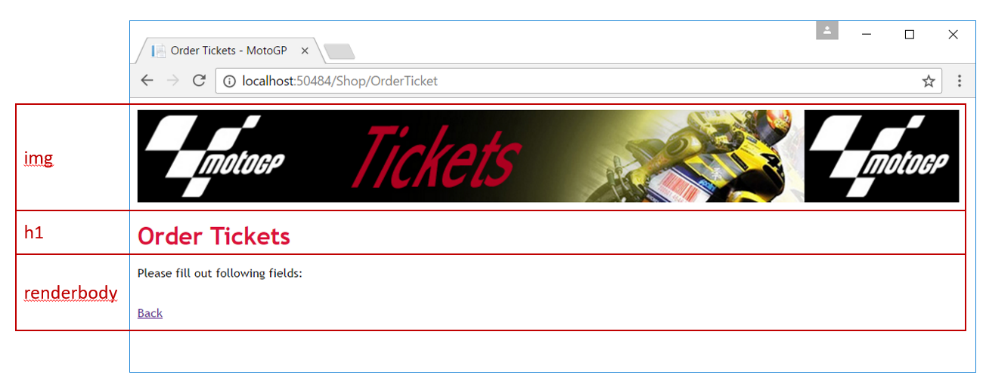 Order Tickets - MotoGP
localhost:50484/Shop/OrderTicket
img
motoGP Tickets motoGP
h1
Order Tickets
Please fill out following fields:
renderbody
Back